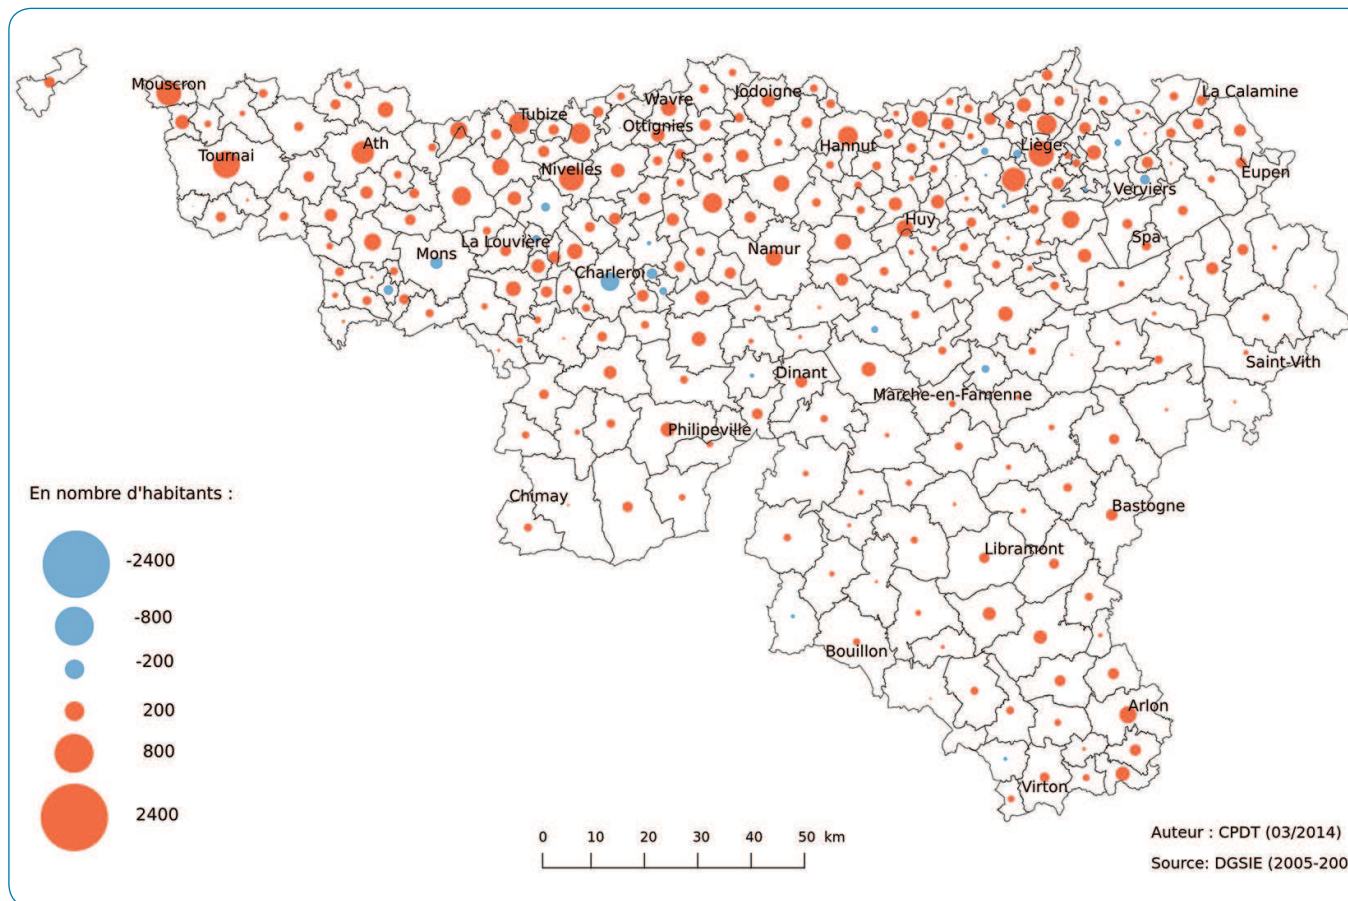 Mouscron
Tournai
Ath
Tubize
Wavre
Ottignies
Jodoigne
Nivelles
Hannut
Liège
La Calamine
Verviers
Eupen
Spa
Huy
Mons
La Louvière
Charleroi
Namur
Dinant
Marche-en-Famenne
Saint-Vith
Philipeville
Chimay
Bastogne
Libramont
Bouillon
Arlon
Virton
En nombre d'habitants :
-2400
-800
-200
200
800
2400
0 10 20 30 40 50 km
Auteur : CPDT (03/2014)
Source: DGSIE (2005-200